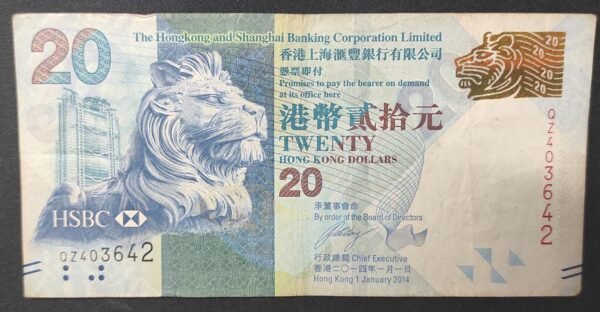 20
The Hongkong and Shanghai Banking Corporation Limited
香港上海滙豐銀行有限公司
憑票即付
Promises to pay the bearer on demand
at its office here
港幣貳拾元
TWENTY
HONG KONG DOLLARS
20
承董事會命
By order of the Board of Directors
行政總裁 Chief Executive
香港二〇一四年一月一日
Hong Kong 1 January 2014
HSBC
QZ403642
QZ403642
20
20
20
20